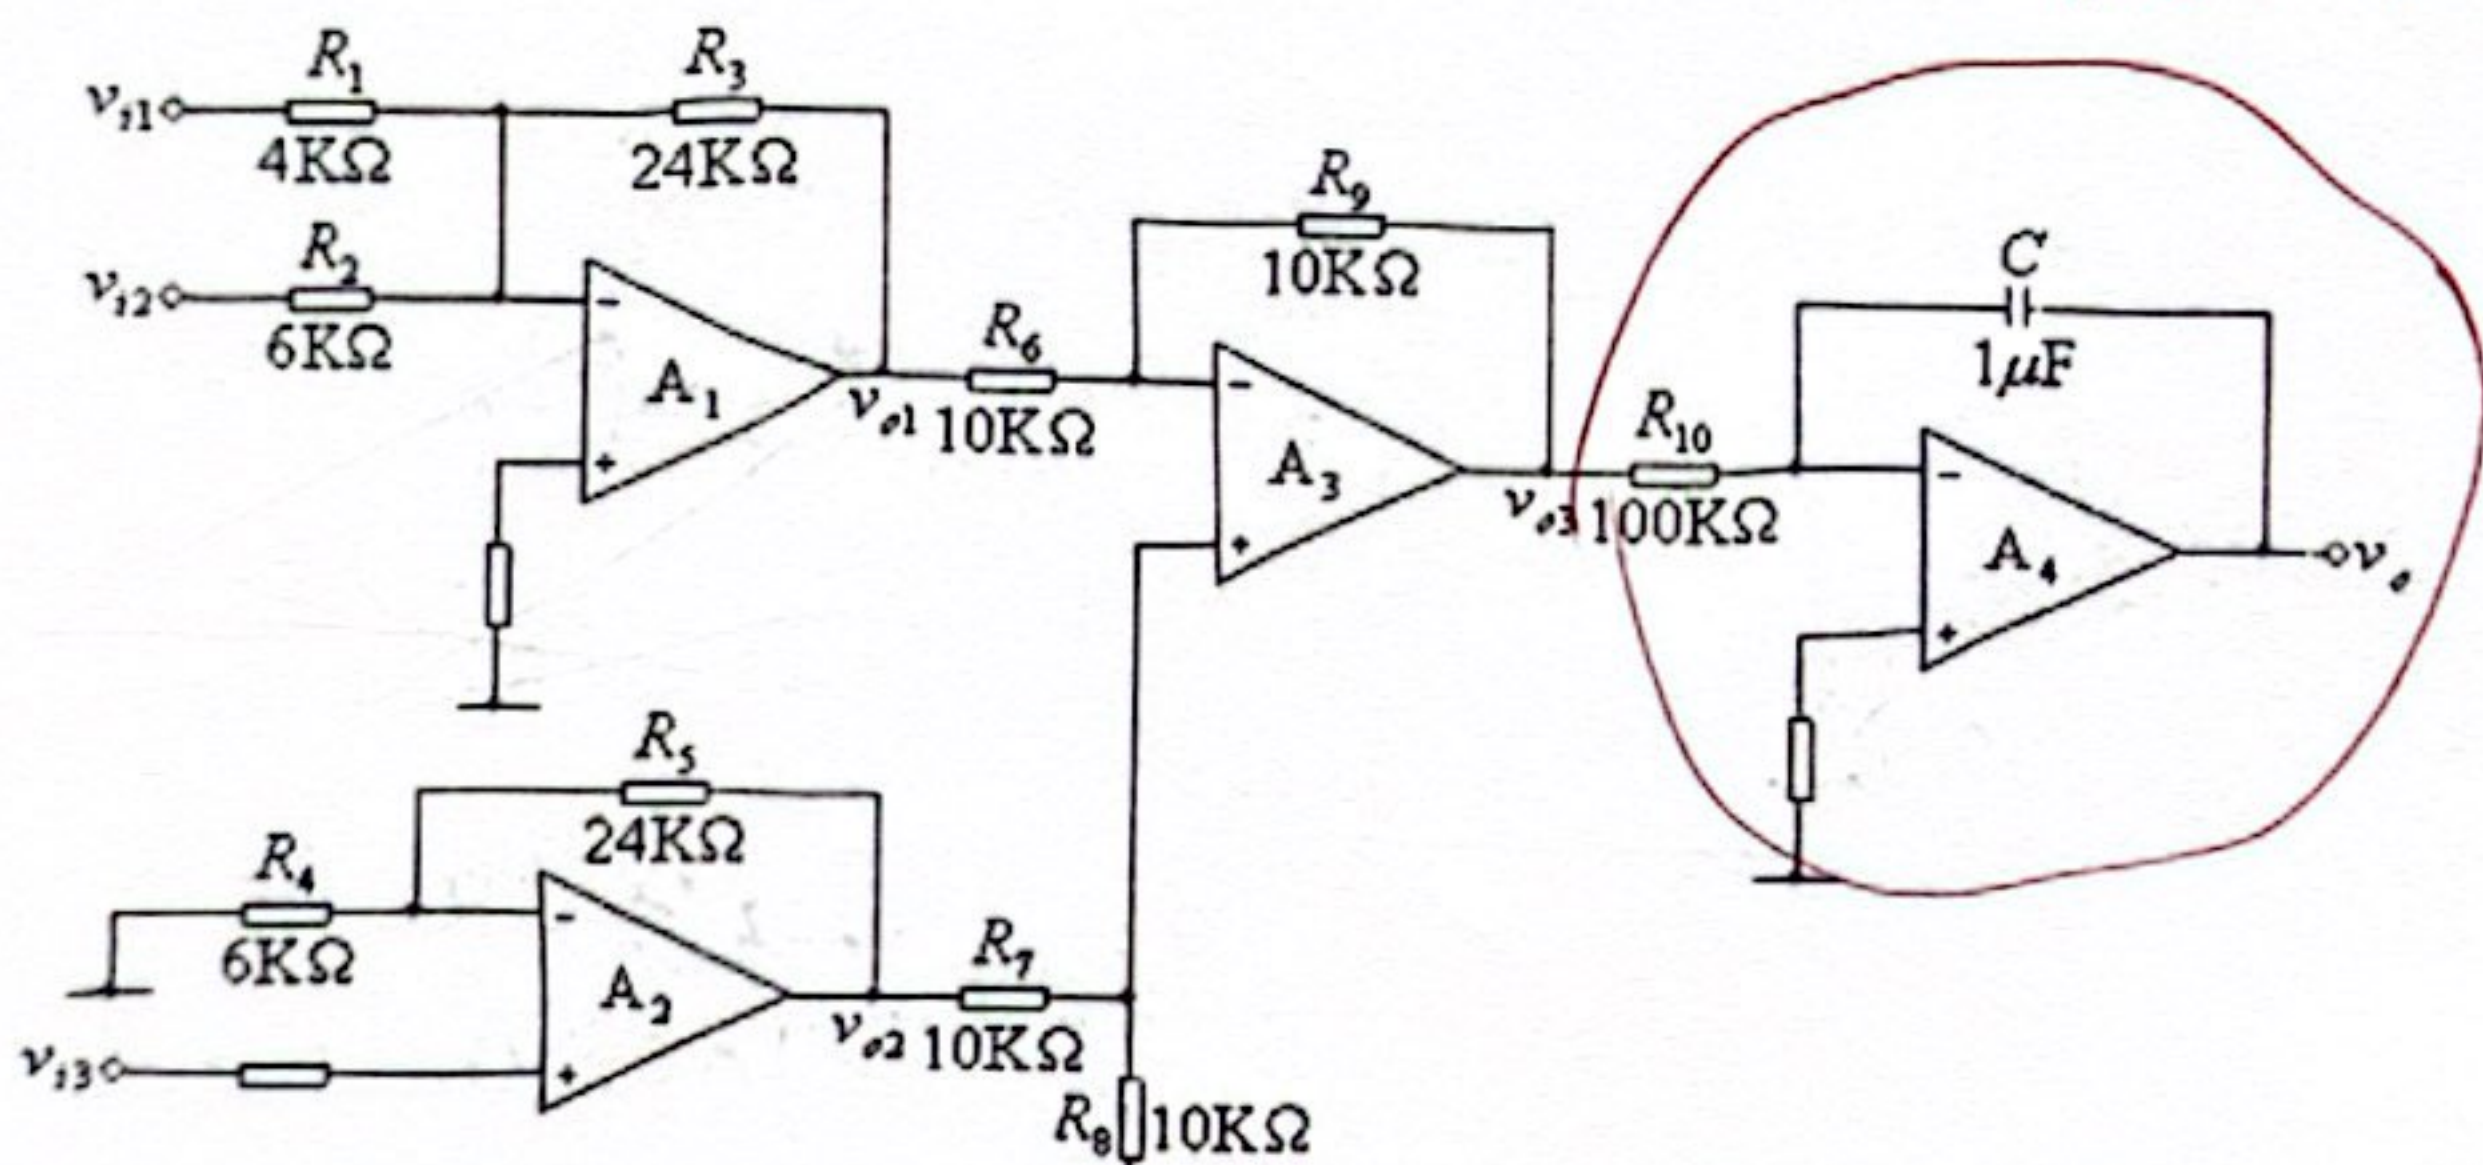 R₁
R₃
vᵢ₁
4KΩ
24KΩ
R₉
R₂
vᵢ₂
10KΩ
C
6KΩ
−
R₆
1μF
A₁
vₒ₁
10KΩ
−
R₁₀
+
A₃
vₒ₃
100KΩ
−
+
A₄
vₒ
+
R₅
24KΩ
R₄
6KΩ
−
R₇
A₂
vₒ₂
10KΩ
vᵢ₃
+
R₈
10KΩ